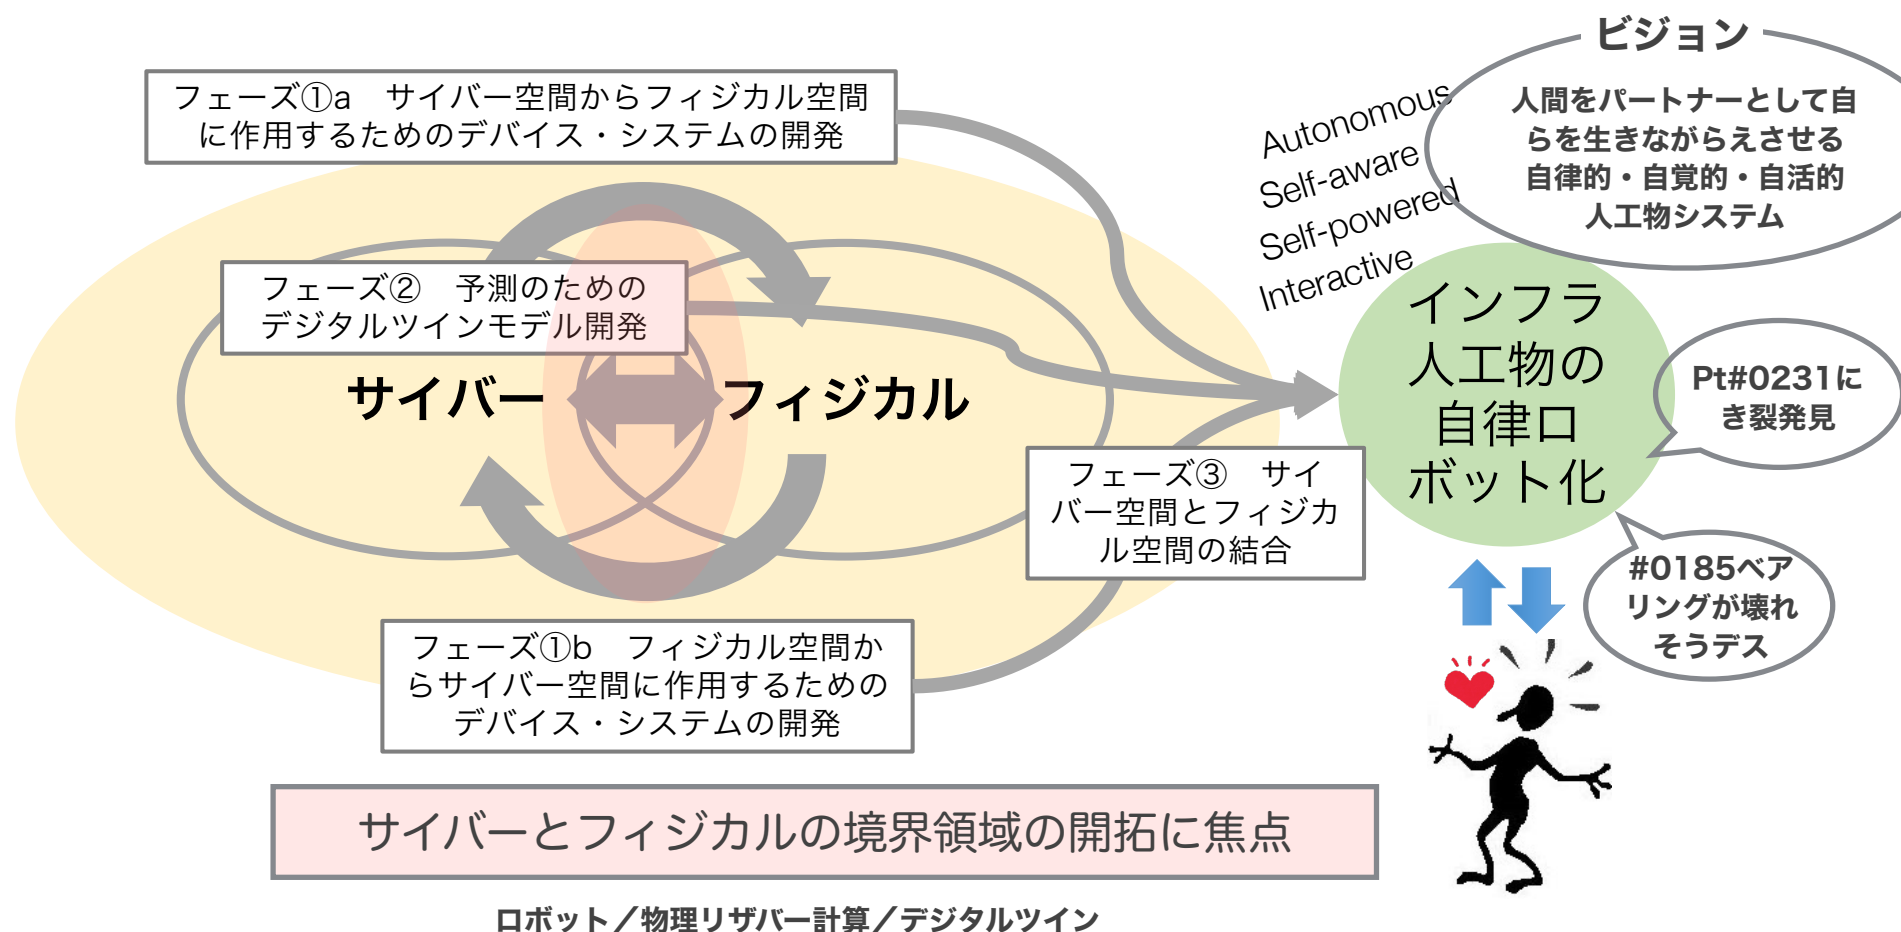 ビジョン
人間をパートナーとして自
らを生きながらえさせる
自律的・自覚的・自活的
人工物システム
フェーズ①a　サイバー空間からフィジカル空間
に作用するためのデバイス・システムの開発
Autonomous
Self-aware
Self-powered
Interactive
フェーズ②　予測のための
デジタルツインモデル開発
サイバー
フィジカル
インフラ
人工物の
自律ロ
ボット化
Pt#0231に
き裂発見
フェーズ③　サイ
バー空間とフィジカ
ル空間の結合
#0185ベア
リングが壊れ
そうデス
フェーズ①b　フィジカル空間か
らサイバー空間に作用するための
デバイス・システムの開発
サイバーとフィジカルの境界領域の開拓に焦点
ロボット／物理リザバー計算／デジタルツイン